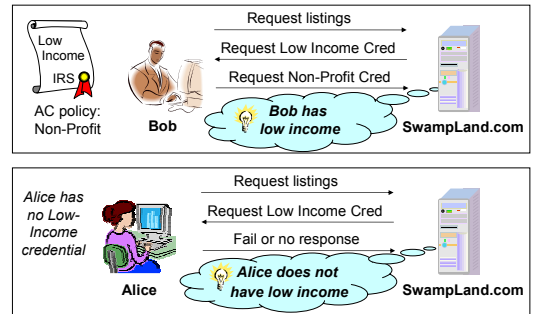 Request listings
Low
Income
Request Low Income Cred
IRS
Request Non-Profit Cred
AC policy:
Non-Profit
Bob
Bob has
low income
SwampLand.com
Request listings
Alice has
no Low-
Income
credential
Request Low Income Cred
Fail or no response
Alice does not
have low income
Alice
SwampLand.com